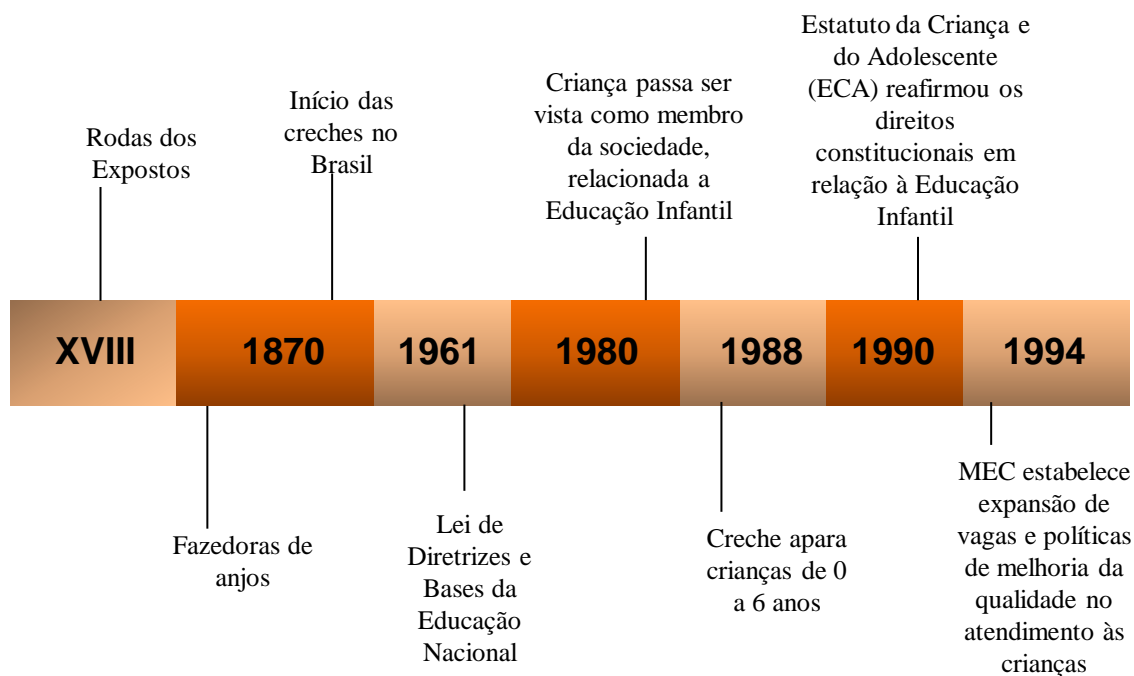 Rodas dos
Expostos
Início das
creches no
Brasil
Criança passa ser
vista como membro
da sociedade,
relacionada a
Educação Infantil
Estatuto da Criança e
do Adolescente
(ECA) reafirmou os
direitos
constitucionais em
relação à Educação
Infantil
XVIII
1870
1961
1980
1988
1990
1994
Fazedoras de
anjos
Lei de
Diretrizes e
Bases da
Educação
Nacional
Creche apara
crianças de 0
a 6 anos
MEC estabelece
expansão de
vagas e políticas
de melhoria da
qualidade no
atendimento às
crianças